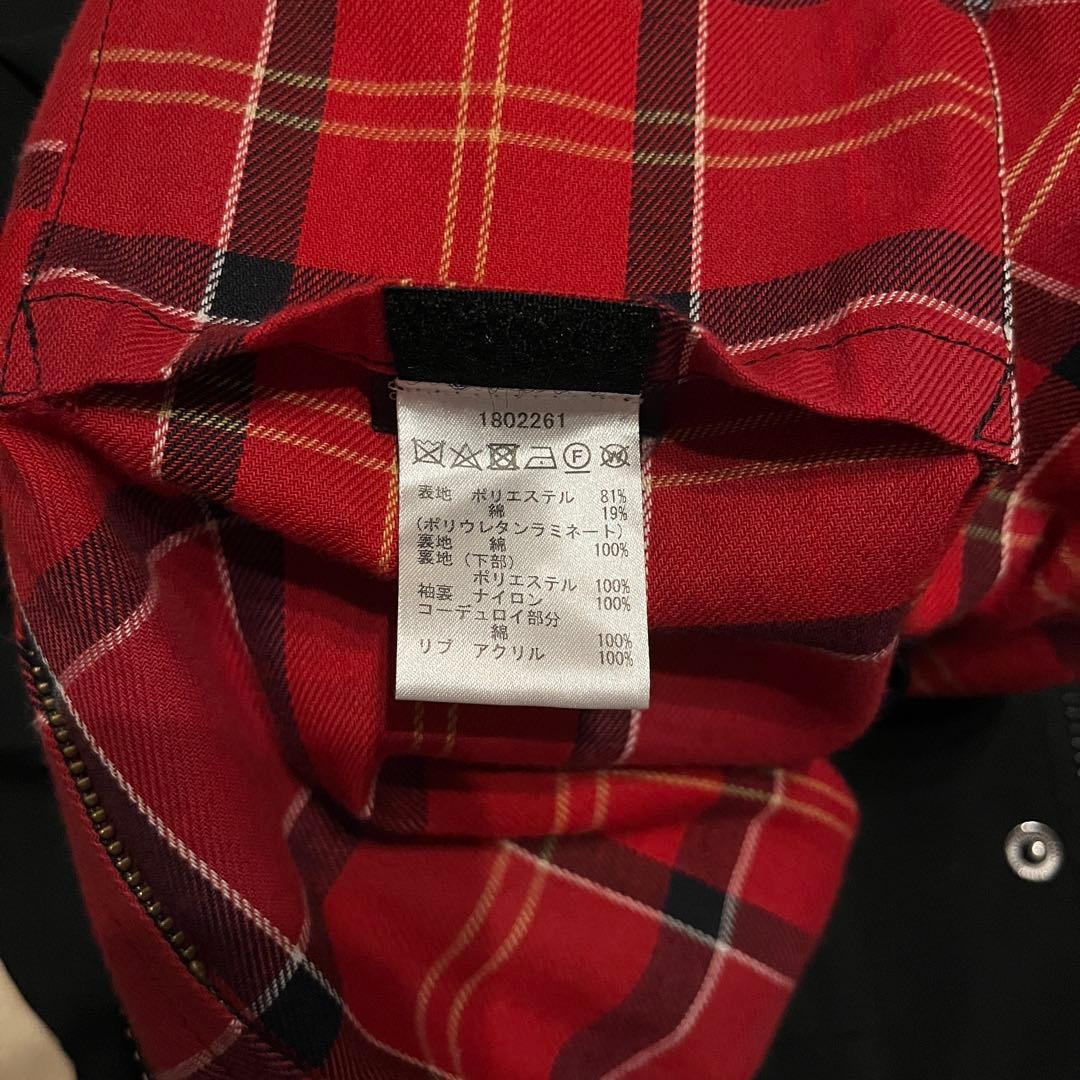 1802261
F W
表地 ポリエステル 81%
綿 19%
(ポリウレタンラミネート)
裏地 綿 100%
裏地(下部)
ポリエステル 100%
袖裏 ナイロン 100%
コーデュロイ部分
綿 100%
リブ アクリル 100%